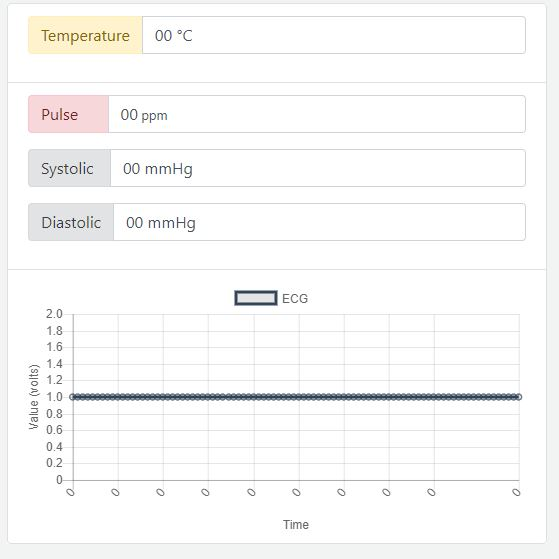 Temperature 00 °C
Pulse 00 ppm
Systolic 00 mmHg
Diastolic 00 mmHg
ECG
2.0
1.8
1.6
1.4
1.2
1.0
0.8
0.6
0.4
0.2
0
Value (volts)
0 0 0 0 0 0 0 0 0 0
Time